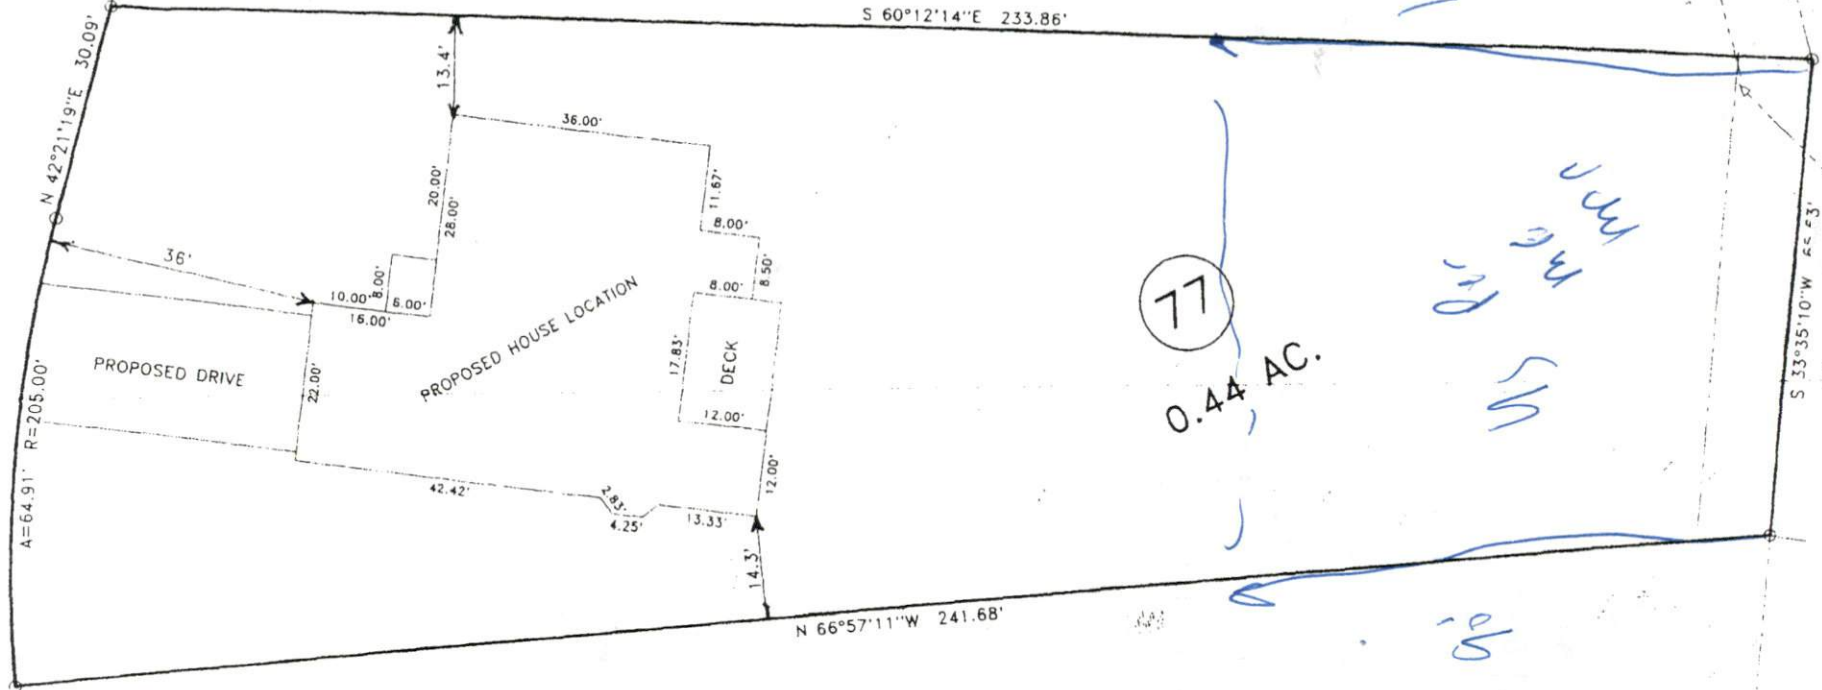 S 60°12'14"E 233.86'
N 42°21'19"E 30.09'
13.4'
36.00'
20.00'
28.00'
11.67'
8.00'
8.50'
36'
8.00'
10.00'
6.00'
16.00'
8.00'
PROPOSED HOUSE LOCATION
PROPOSED DRIVE
22.00'
17.83'
DECK
12.00'
77
0.44 AC.
S 33°35'10"W
A=64.91' R=205.00'
42.42'
2.83'
4.25'
13.33'
12.00'
14.3'
N 66°57'11"W 241.68'